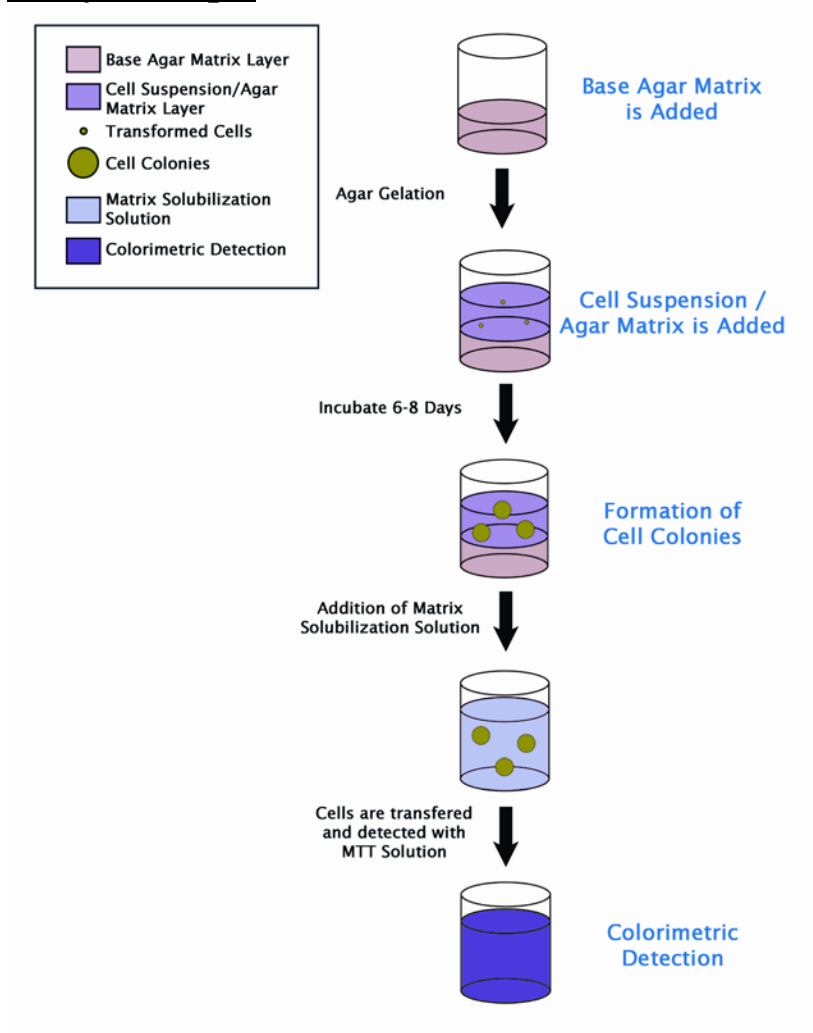 Base Agar Matrix Layer
Cell Suspension/Agar
Matrix Layer
Transformed Cells
Cell Colonies
Matrix Solubilization
Solution
Colorimetric Detection
Base Agar Matrix
is Added
Agar Gelation
Cell Suspension /
Agar Matrix is Added
Incubate 6-8 Days
Formation of
Cell Colonies
Addition of Matrix
Solubilization Solution
Cells are transfered
and detected with
MTT Solution
Colorimetric
Detection